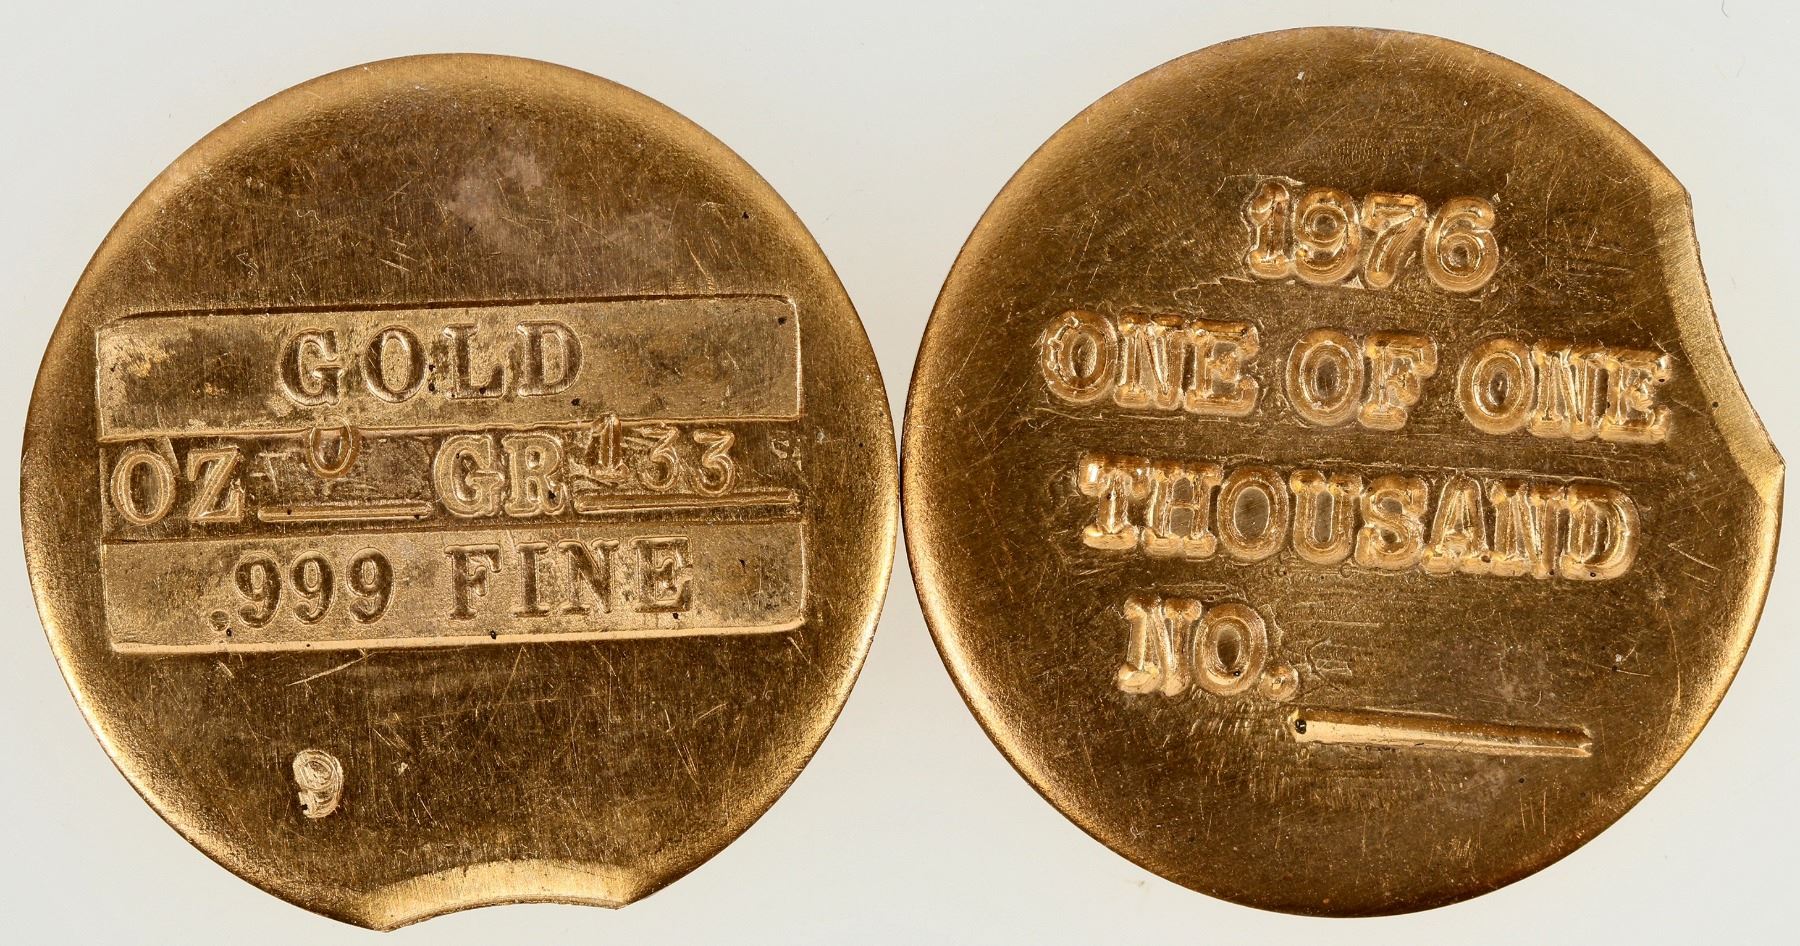 GOLD
OZ 0 GR 133
.999 FINE
9
1976
ONE OF ONE
THOUSAND
NO.